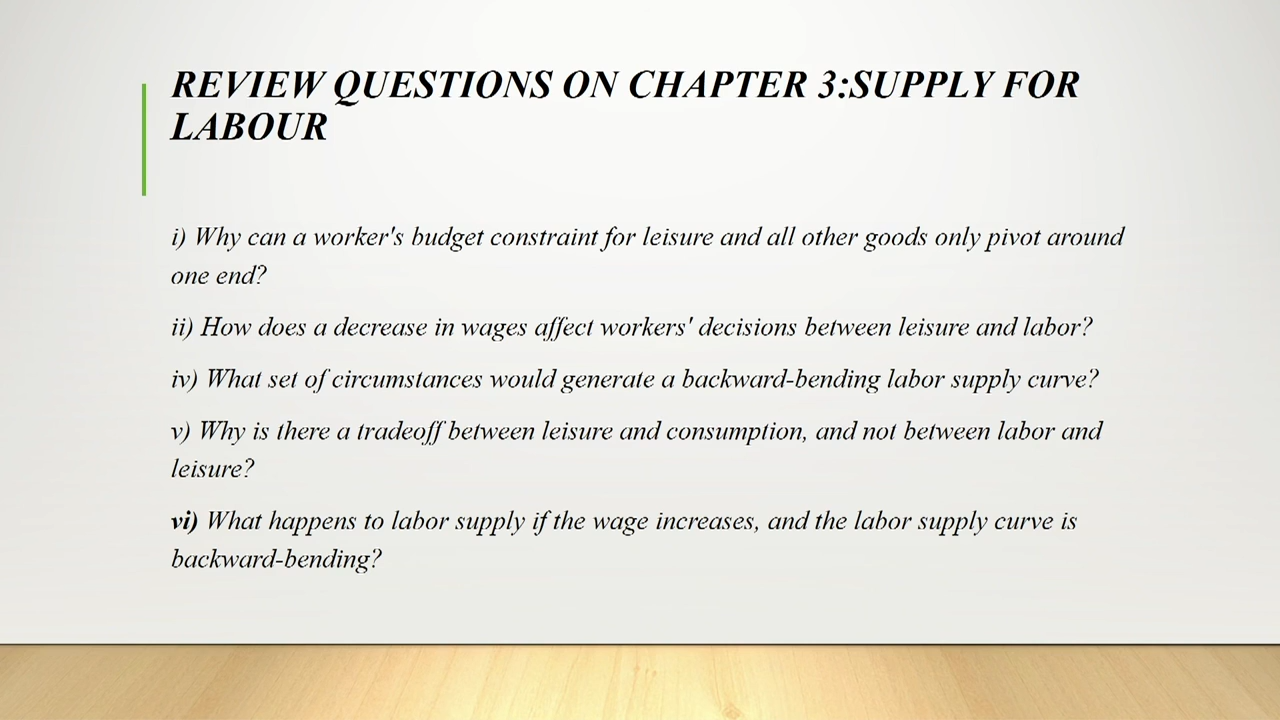 REVIEW QUESTIONS ON CHAPTER 3:SUPPLY FOR
LABOUR
i) Why can a worker's budget constraint for leisure and all other goods only pivot around
one end?
ii) How does a decrease in wages affect workers' decisions between leisure and labor?
iv) What set of circumstances would generate a backward-bending labor supply curve?
v) Why is there a tradeoff between leisure and consumption, and not between labor and
leisure?
vi) What happens to labor supply if the wage increases, and the labor supply curve is
backward-bending?